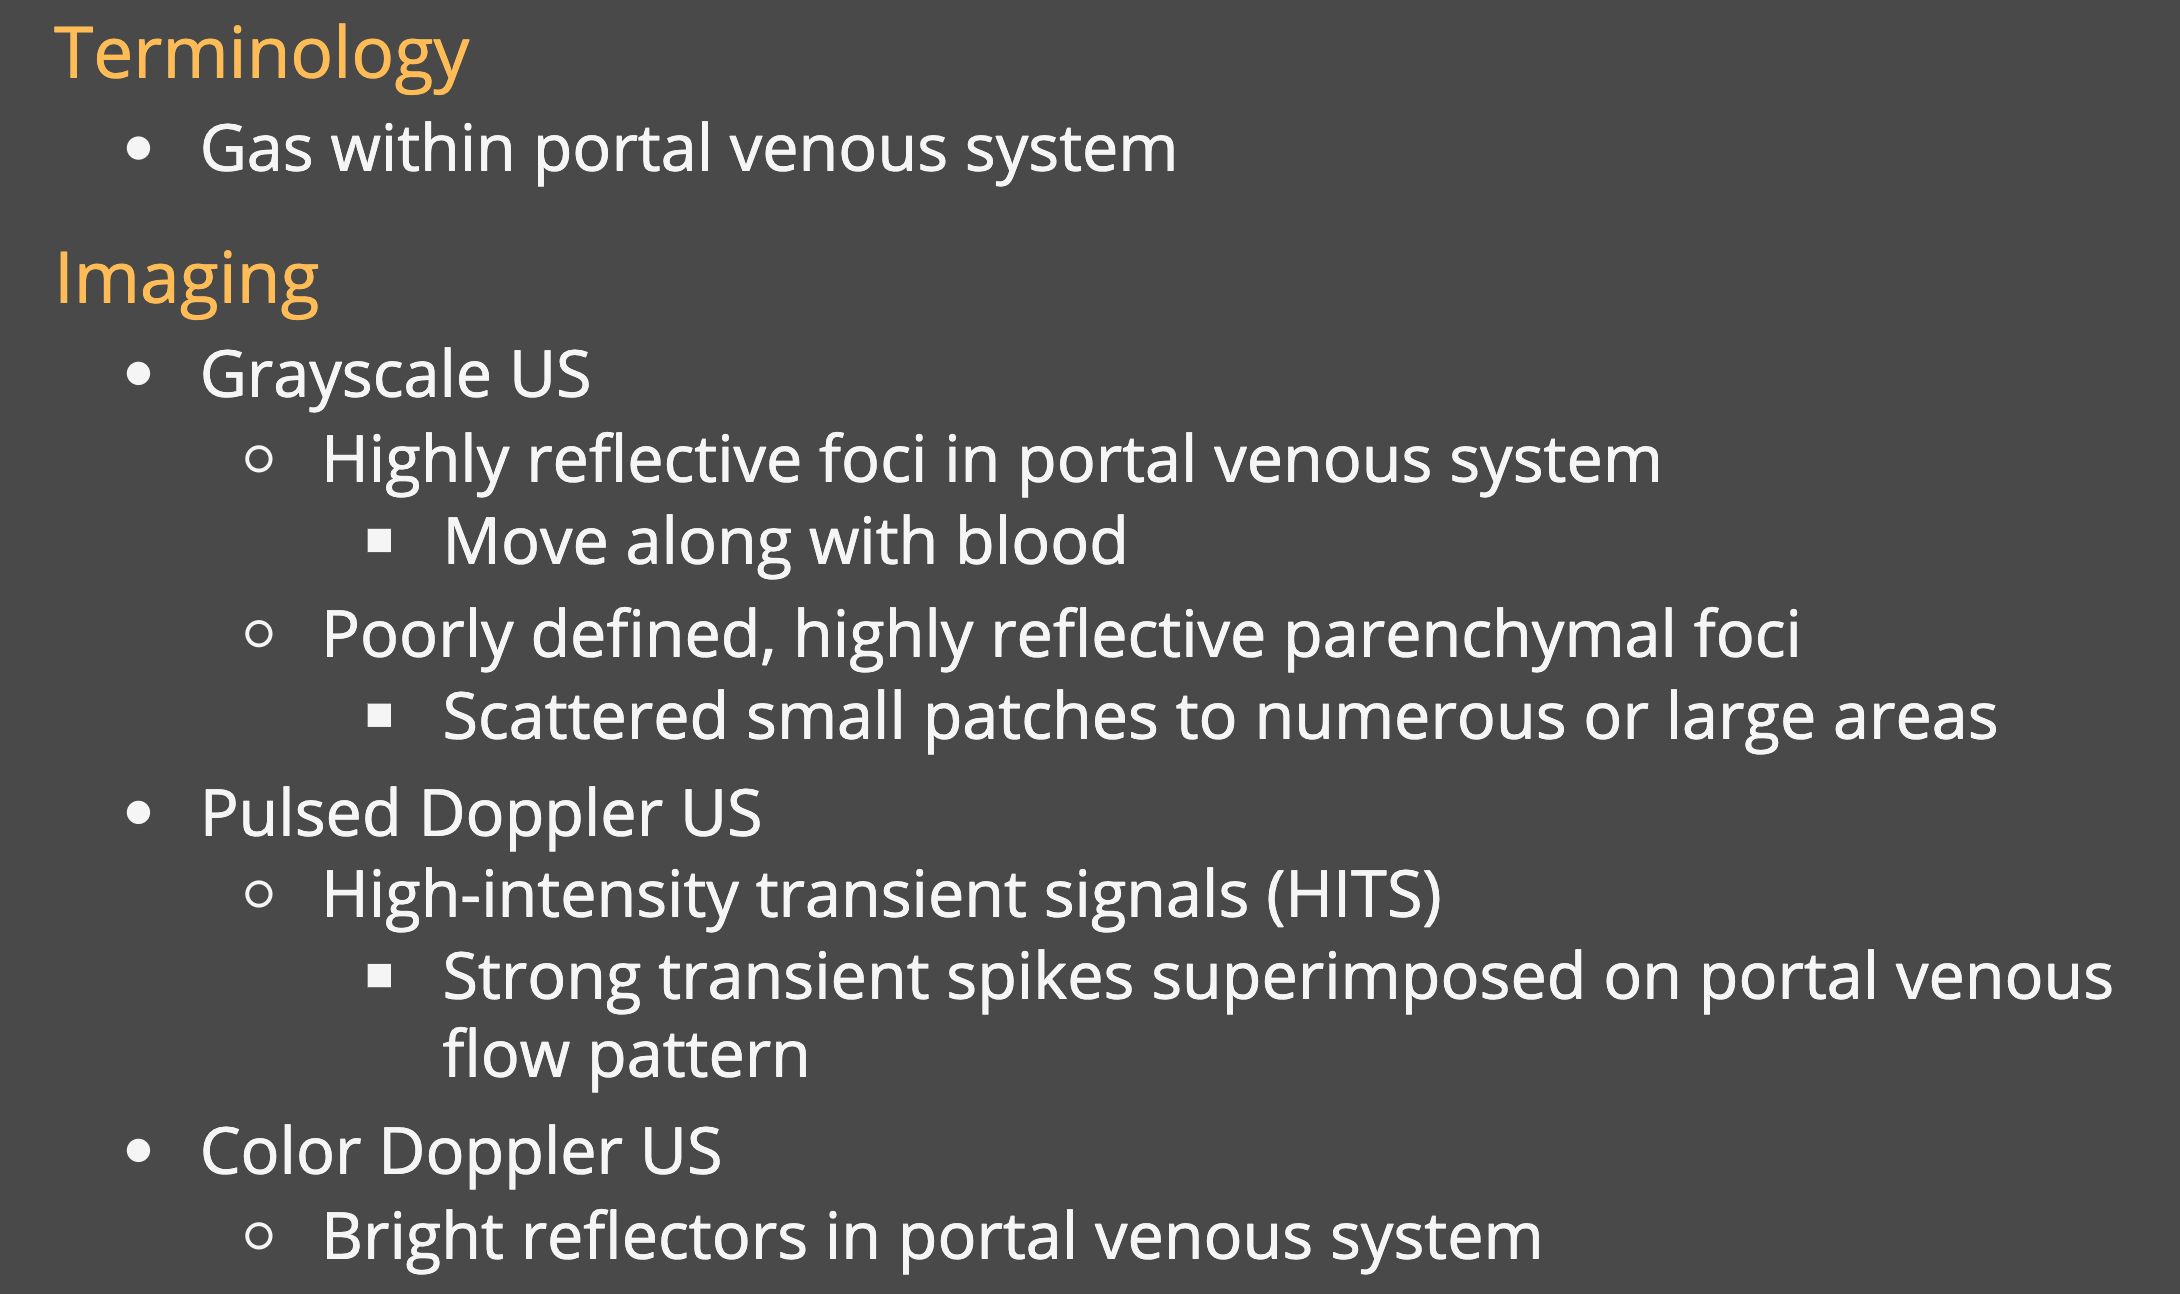 Terminology
• Gas within portal venous system
Imaging
• Grayscale US
○ Highly reflective foci in portal venous system
▪ Move along with blood
○ Poorly defined, highly reflective parenchymal foci
▪ Scattered small patches to numerous or large areas
• Pulsed Doppler US
○ High-intensity transient signals (HITS)
▪ Strong transient spikes superimposed on portal venous
flow pattern
• Color Doppler US
○ Bright reflectors in portal venous system